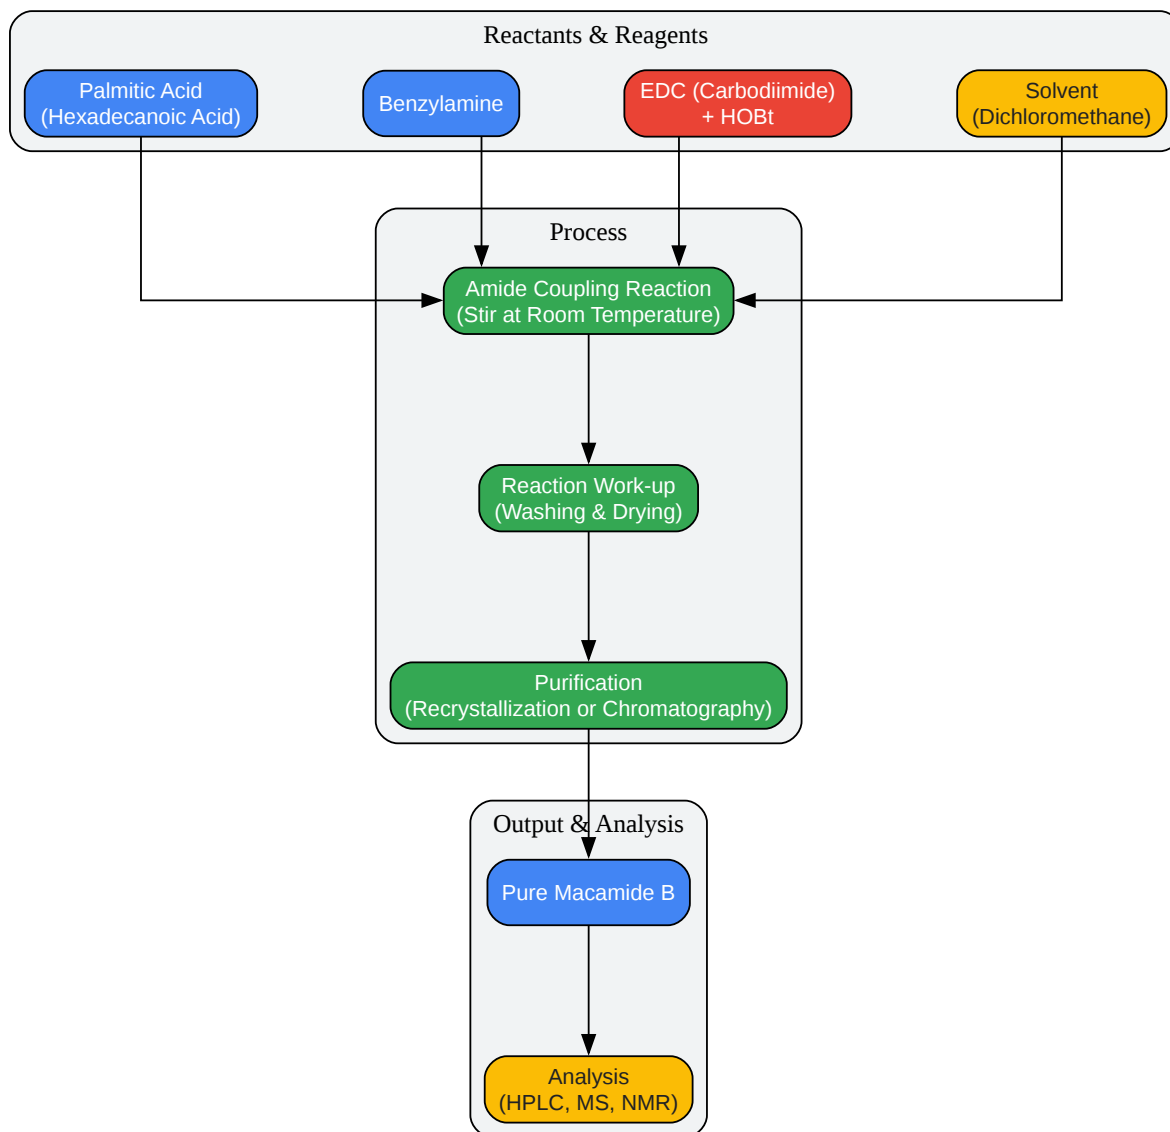 Reactants & Reagents
Palmitic Acid
(Hexadecanoic Acid)
Benzylamine
EDC (Carbodiimide)
+ HOBt
Solvent
(Dichloromethane)
Process
Amide Coupling Reaction
(Stir at Room Temperature)
Reaction Work-up
(Washing & Drying)
Purification
(Recrystallization or Chromatography)
Output & Analysis
Pure Macamide B
Analysis
(HPLC, MS, NMR)